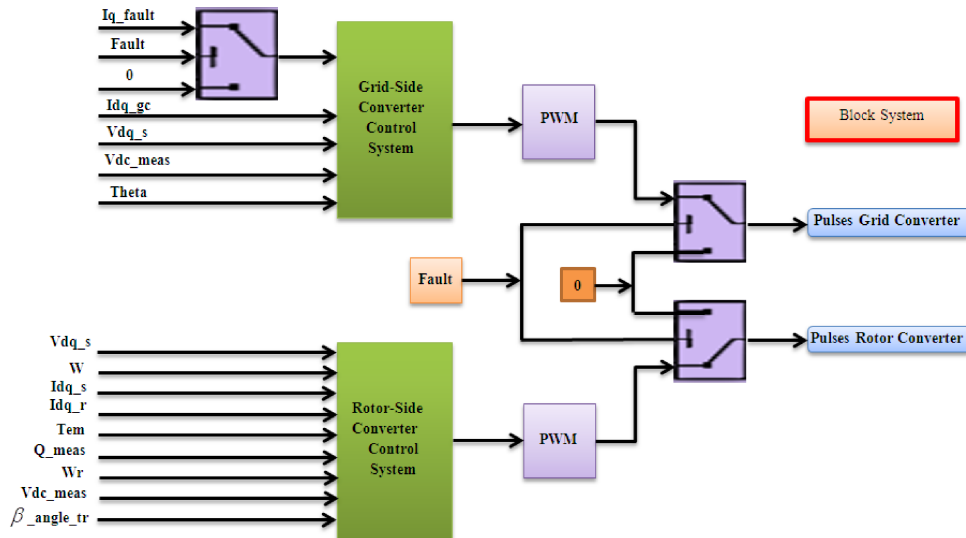 Iq_fault
Fault
0
Idq_gc
Vdq_s
Vdc_meas
Theta
Grid-Side
Converter
Control
System
PWM
Block System
Pulses Grid Converter
Fault
0
Pulses Rotor Converter
Vdq_s
W
Idq_s
Idq_r
Tem
Q_meas
Wr
Vdc_meas
β_angle_tr
Rotor-Side
Converter
Control
System
PWM